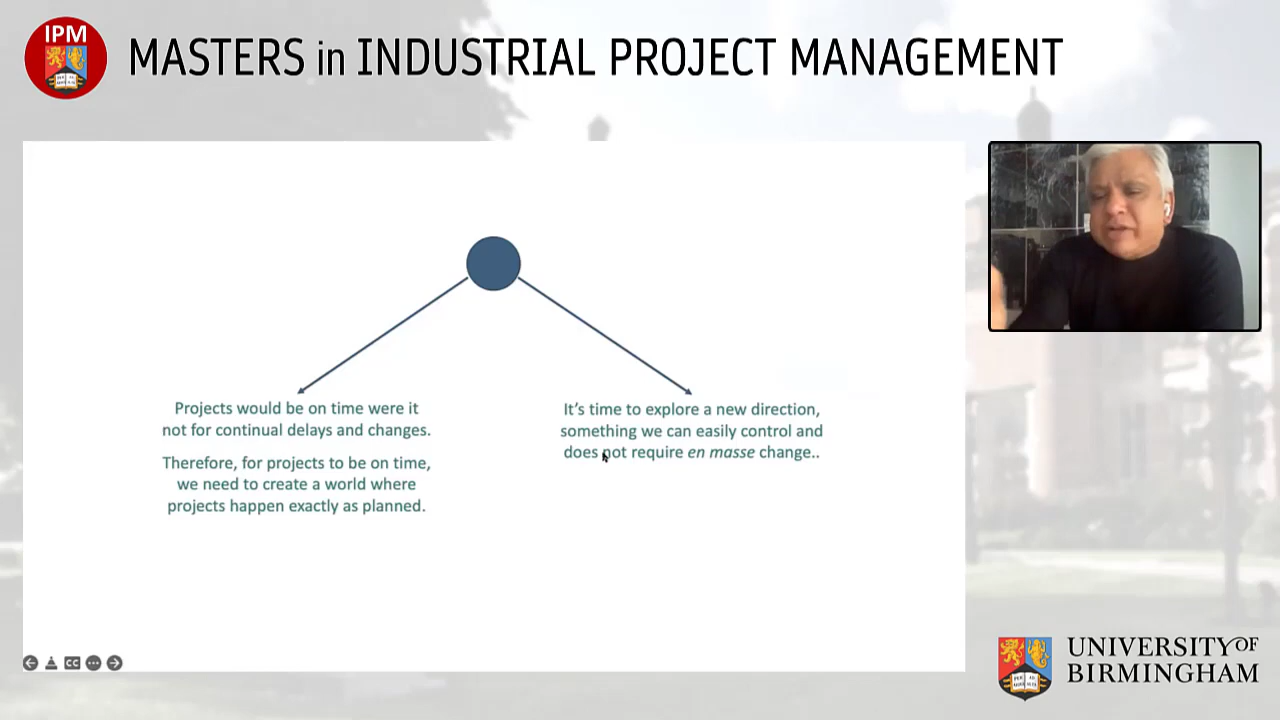 IPM
MASTERS in INDUSTRIAL PROJECT MANAGEMENT
Projects would be on time were it
not for continual delays and changes.
Therefore, for projects to be on time,
we need to create a world where
projects happen exactly as planned.
It's time to explore a new direction,
something we can easily control and
does not require en masse change..
CC
UNIVERSITY OF
BIRMINGHAM